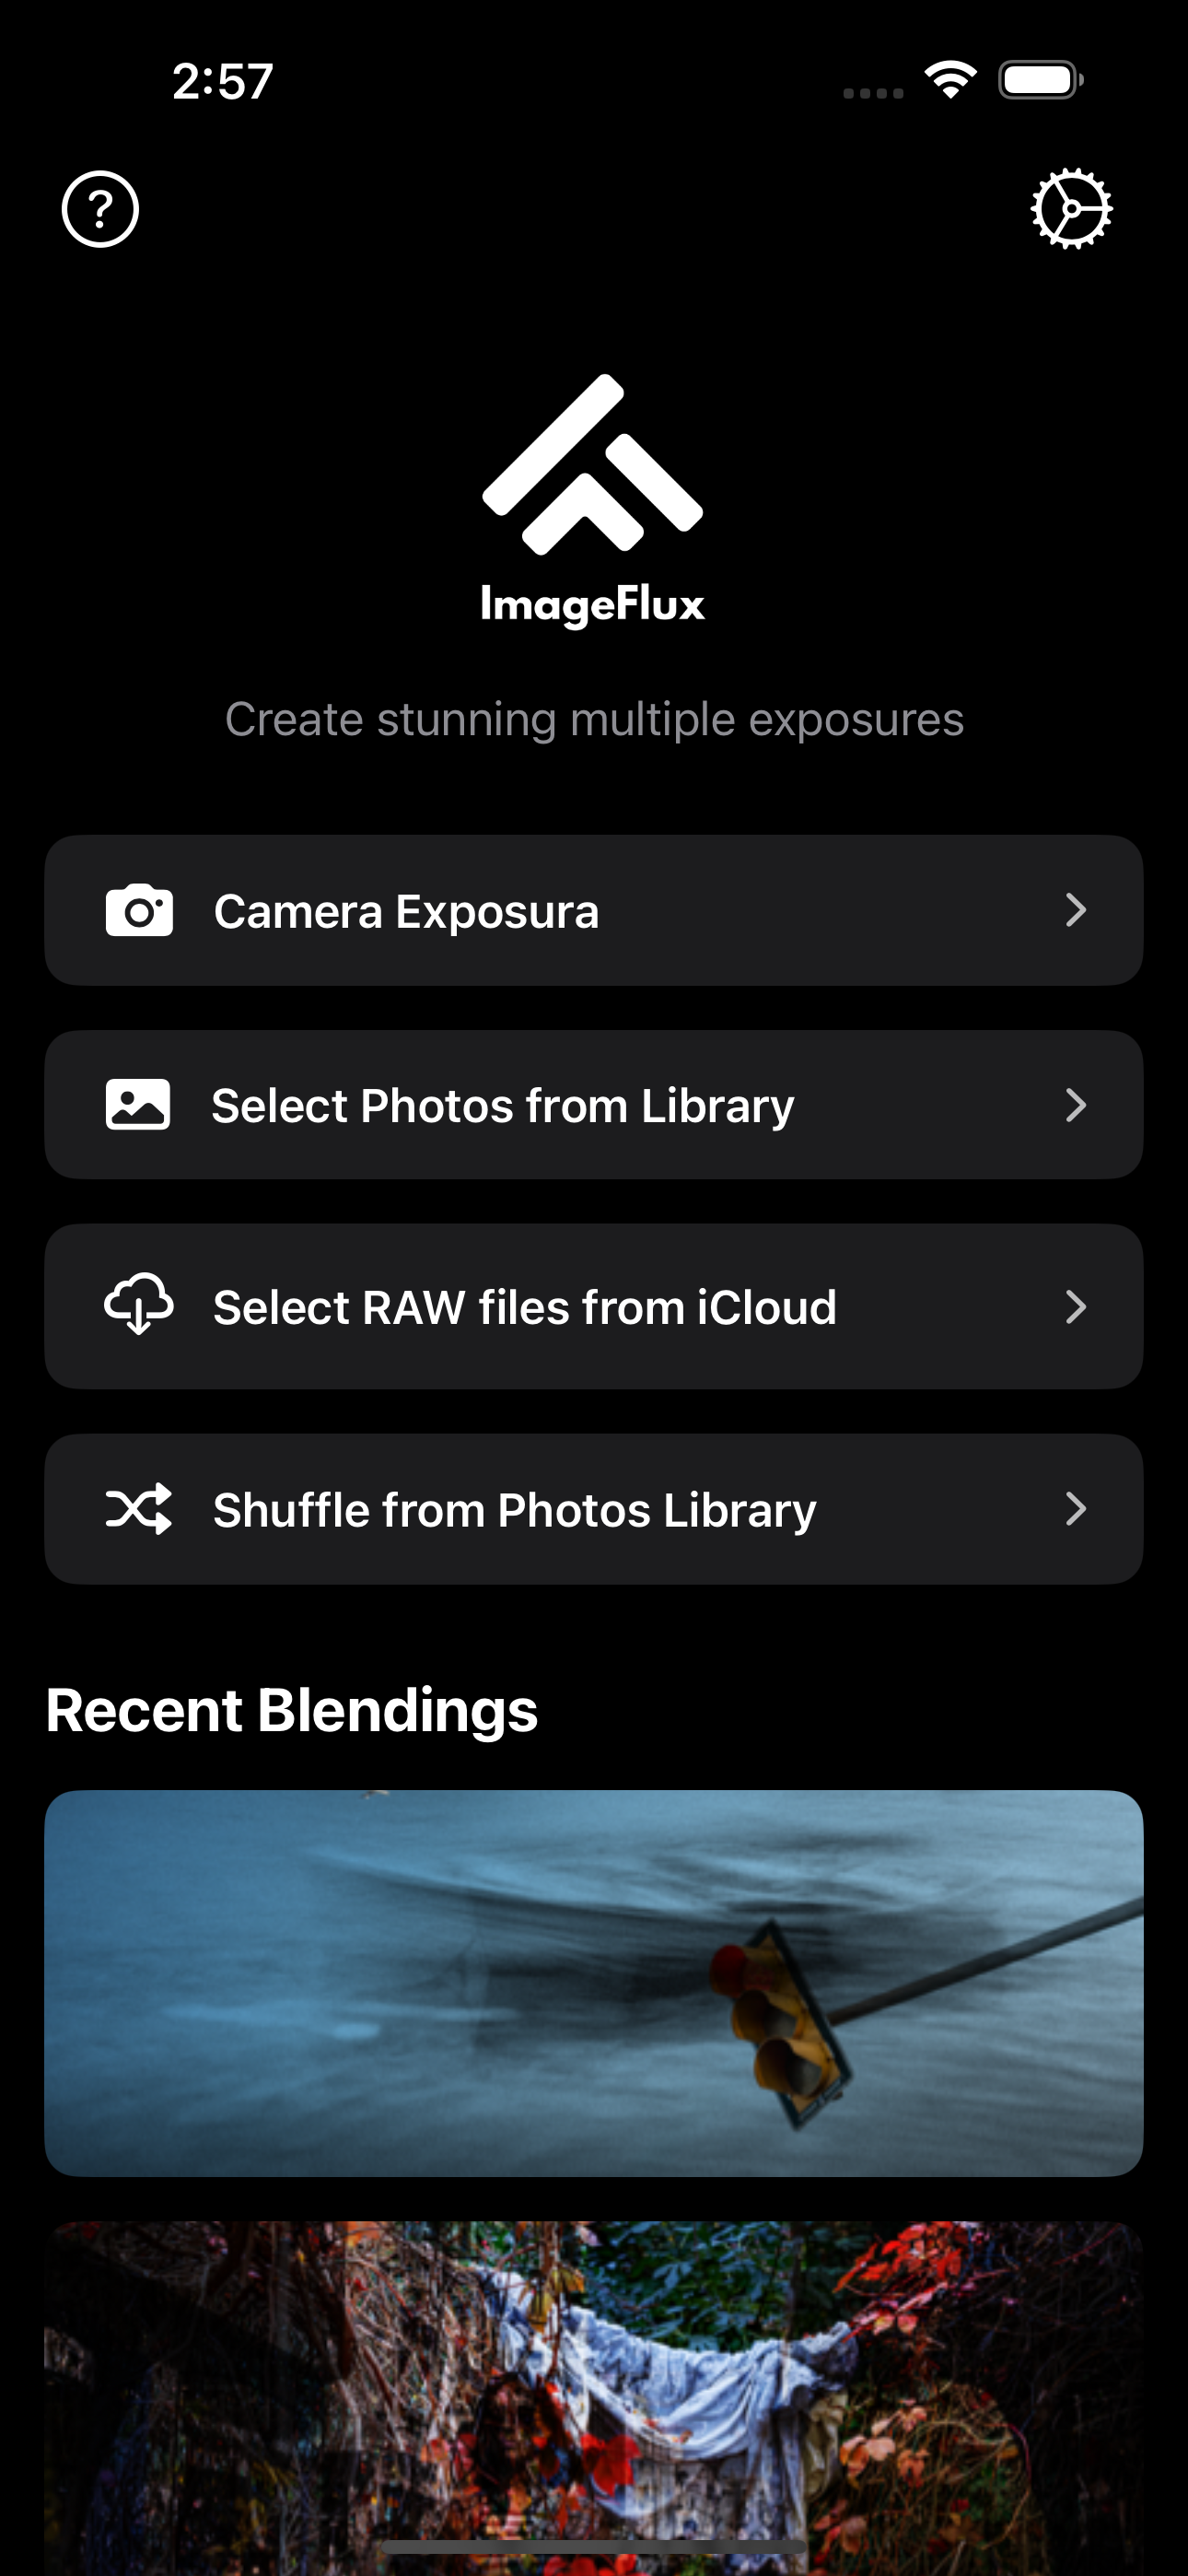 2:57
?
ImageFlux
Create stunning multiple exposures
Camera Exposura
Select Photos from Library
Select RAW files from iCloud
Shuffle from Photos Library
Recent Blendings